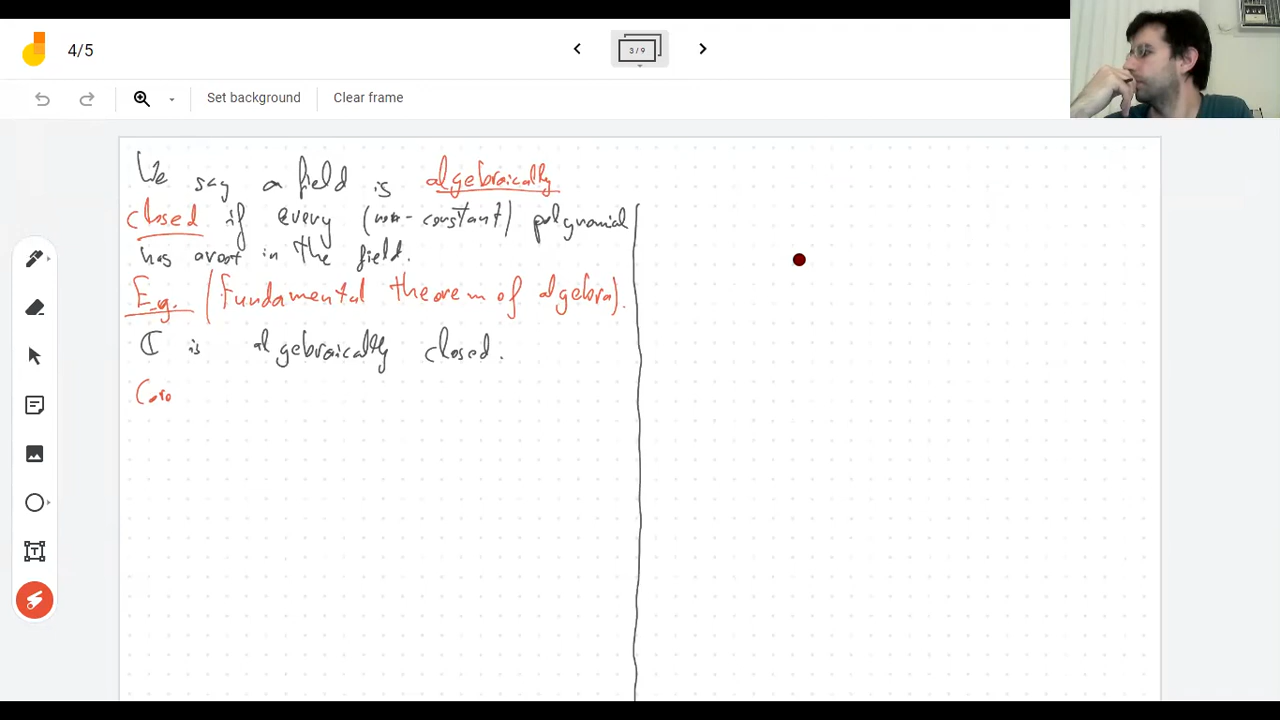 4/5
3 / 9
Set background
Clear frame
We say a field is algebraically
closed if every (non-constant) polynomial
has a root in the field.
E.g. (Fundamental theorem of algebra).
ℂ is algebraically closed.
Coro